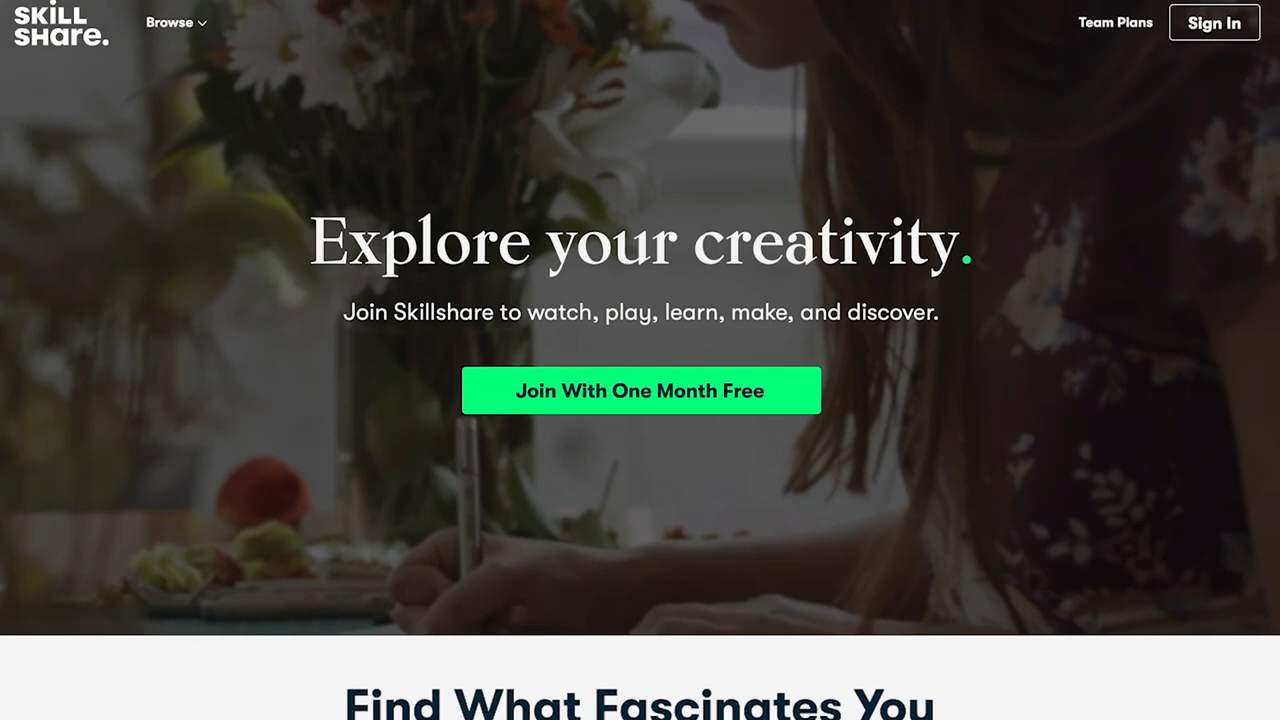 SKiLL
SHare.
Browse
Team Plans
Sign In
Explore your creativity.
Join Skillshare to watch, play, learn, make, and discover.
Join With One Month Free
Find What Fascinates You